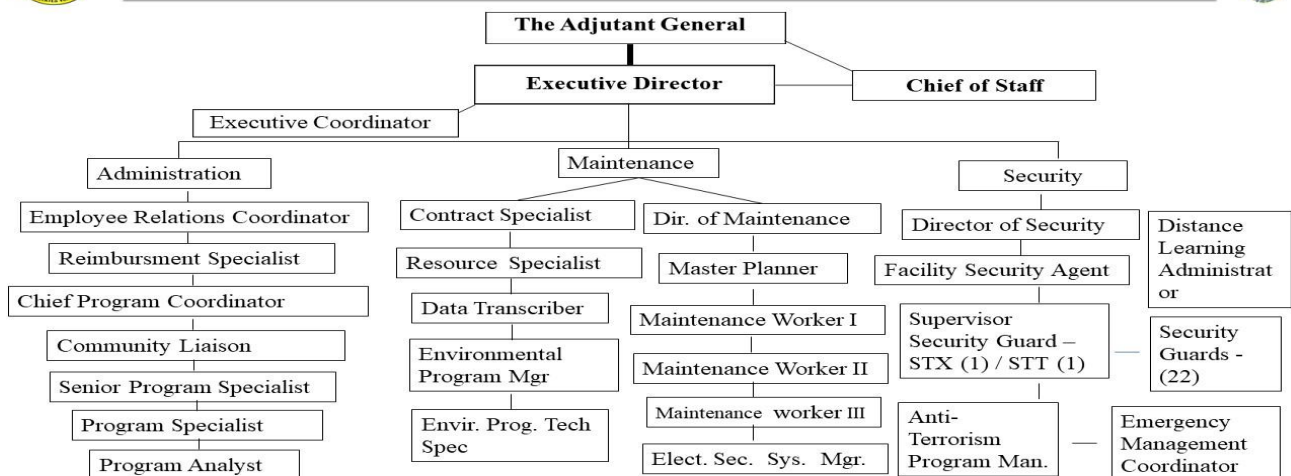 The Adjutant General
Executive Director
Chief of Staff
Executive Coordinator
Administration
Employee Relations Coordinator
Reimbursment Specialist
Chief Program Coordinator
Community Liaison
Senior Program Specialist
Program Specialist
Program Analyst
Maintenance
Contract Specialist
Resource Specialist
Data Transcriber
Environmental
Program Mgr
Envir. Prog. Tech
Spec
Dir. of Maintenance
Master Planner
Maintenance Worker I
Maintenance Worker II
Maintenance worker III
Elect. Sec. Sys. Mgr.
Security
Director of Security
Facility Security Agent
Supervisor
Security Guard –
STX (1) / STT (1)
Anti-
Terrorism
Program Man.
Distance
Learning
Administrat
or
Security
Guards -
(22)
Emergency
Management
Coordinator